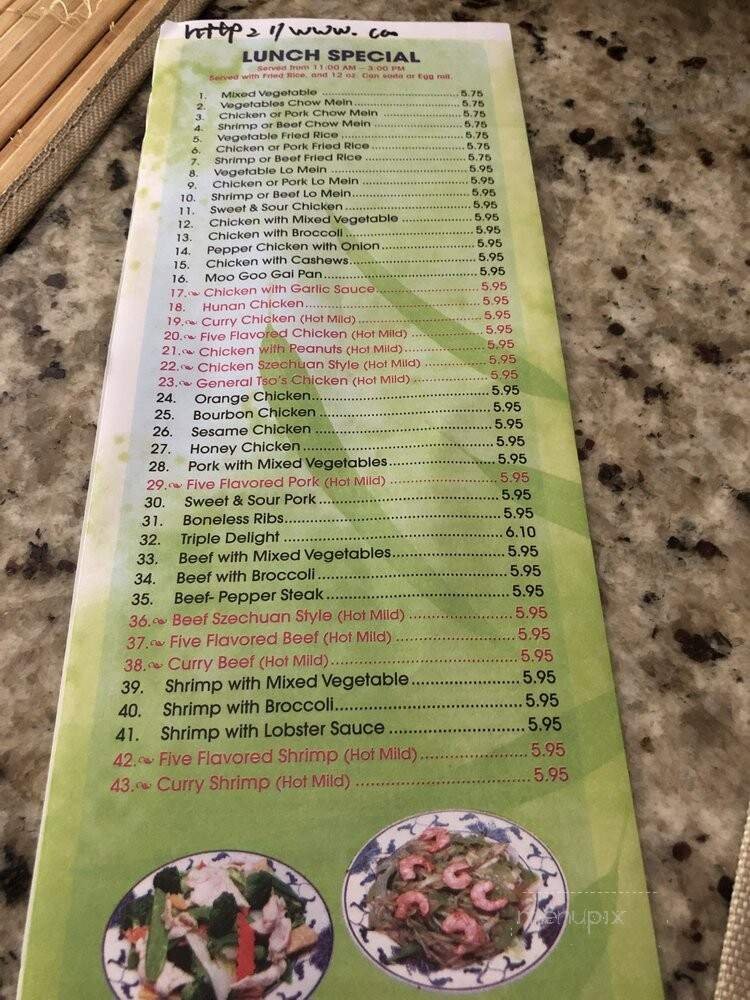 http://www. co
LUNCH SPECIAL
Served from 11:00 AM - 3:00 PM
Served with Fried Rice, and 12 oz. Can soda or Egg roll.
1. Mixed Vegetable 5.75
2. Vegetables Chow Mein 5.75
3. Chicken or Pork Chow Mein 5.75
4. Shrimp or Beef Chow Mein 5.75
5. Vegetable Fried Rice 5.75
6. Chicken or Pork Fried Rice 5.75
7. Shrimp or Beef Fried Rice 5.75
8. Vegetable Lo Mein 5.95
9. Chicken or Pork Lo Mein 5.95
10. Shrimp or Beef Lo Mein 5.95
11. Sweet & Sour Chicken 5.95
12. Chicken with Mixed Vegetable 5.95
13. Chicken with Broccoli 5.95
14. Pepper Chicken with Onion 5.95
15. Chicken with Cashews 5.95
16. Moo Goo Gai Pan 5.95
17. Chicken with Garlic Sauce 5.95
18. Hunan Chicken 5.95
19. Curry Chicken (Hot Mild) 5.95
20. Five Flavored Chicken (Hot Mild) 5.95
21. Chicken with Peanuts (Hot Mild) 5.95
22. Chicken Szechuan Style (Hot Mild) 5.95
23. General Tso's Chicken (Hot Mild) 5.95
24. Orange Chicken 5.95
25. Bourbon Chicken 5.95
26. Sesame Chicken 5.95
27. Honey Chicken 5.95
28. Pork with Mixed Vegetables 5.95
29. Five Flavored Pork (Hot Mild) 5.95
30. Sweet & Sour Pork 5.95
31. Boneless Ribs 5.95
32. Triple Delight 6.10
33. Beef with Mixed Vegetables 5.95
34. Beef with Broccoli 5.95
35. Beef- Pepper Steak 5.95
36. Beef Szechuan Style (Hot Mild) 5.95
37. Five Flavored Beef (Hot Mild) 5.95
38. Curry Beef (Hot Mild) 5.95
39. Shrimp with Mixed Vegetable 5.95
40. Shrimp with Broccoli 5.95
41. Shrimp with Lobster Sauce 5.95
42. Five Flavored Shrimp (Hot Mild) 5.95
43. Curry Shrimp (Hot Mild) 5.95
menupix